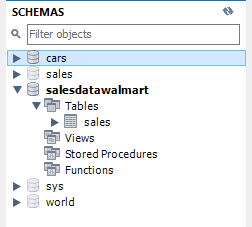 SCHEMAS
Filter objects
cars
sales
salesdatawalmart
Tables
sales
Views
Stored Procedures
Functions
sys
world